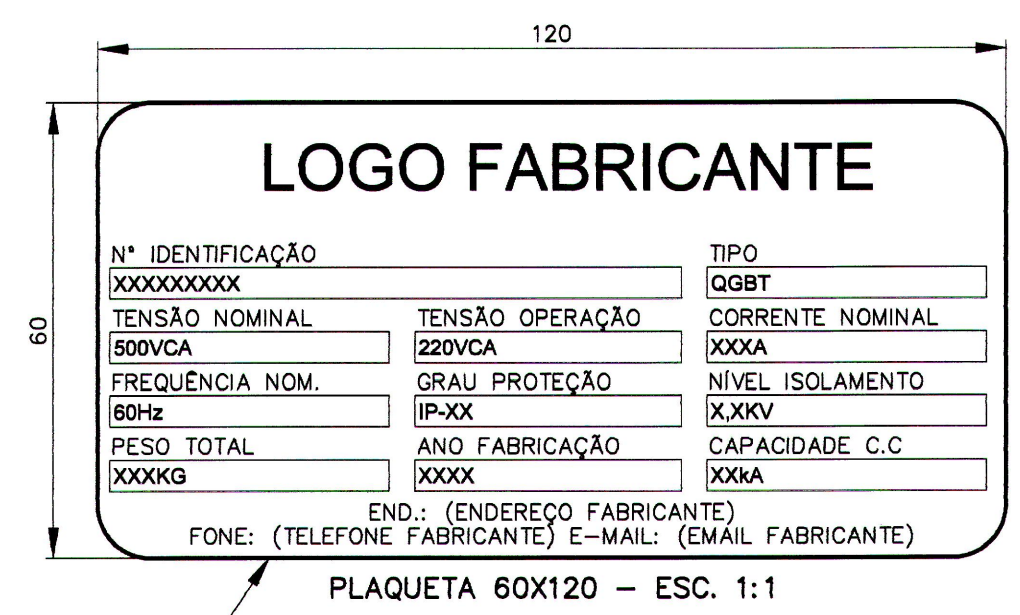 120
60
LOGO FABRICANTE
Nº IDENTIFICAÇÃO TIPO
XXXXXXXXX QGBT
TENSÃO NOMINAL TENSÃO OPERAÇÃO CORRENTE NOMINAL
500VCA 220VCA XXXA
FREQUÊNCIA NOM. GRAU PROTEÇÃO NÍVEL ISOLAMENTO
60Hz IP-XX X,XKV
PESO TOTAL ANO FABRICAÇÃO CAPACIDADE C.C
XXXKG XXXX XXkA
END.: (ENDEREÇO FABRICANTE)
FONE: (TELEFONE FABRICANTE) E-MAIL: (EMAIL FABRICANTE)
PLAQUETA 60X120 – ESC. 1:1